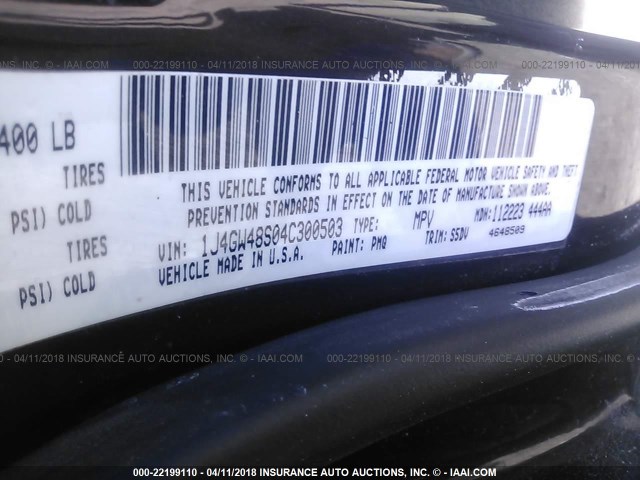 000-22199110 - 04/11/2018 INSURANCE AUTO AUCTIONS, INC. - © - IAAI.COM
400 LB
TIRES
PSI) COLD
TIRES
PSI) COLD
THIS VEHICLE CONFORMS TO ALL APPLICABLE FEDERAL MOTOR VEHICLE SAFETY AND THEFT
PREVENTION STANDARDS IN EFFECT ON THE DATE OF MANUFACTURE SHOWN ABOVE.
VIN: 1J4GW48S04C300503 TYPE: MPV MDH: 112223 444AA
VEHICLE MADE IN U.S.A. PAINT: PMQ TRIM: S5DV 4648509
000-22199110 - 04/11/2018 INSURANCE AUTO AUCTIONS, INC. - © - IAAI.COM
000-22199110 - 04/11/2018 INSURANCE AUTO AUCTIONS, INC. - © - IAAI.COM
000-22199110 - 04/11/2018 INSURANCE AUTO AUCTIONS, INC. - © - IAAI.COM